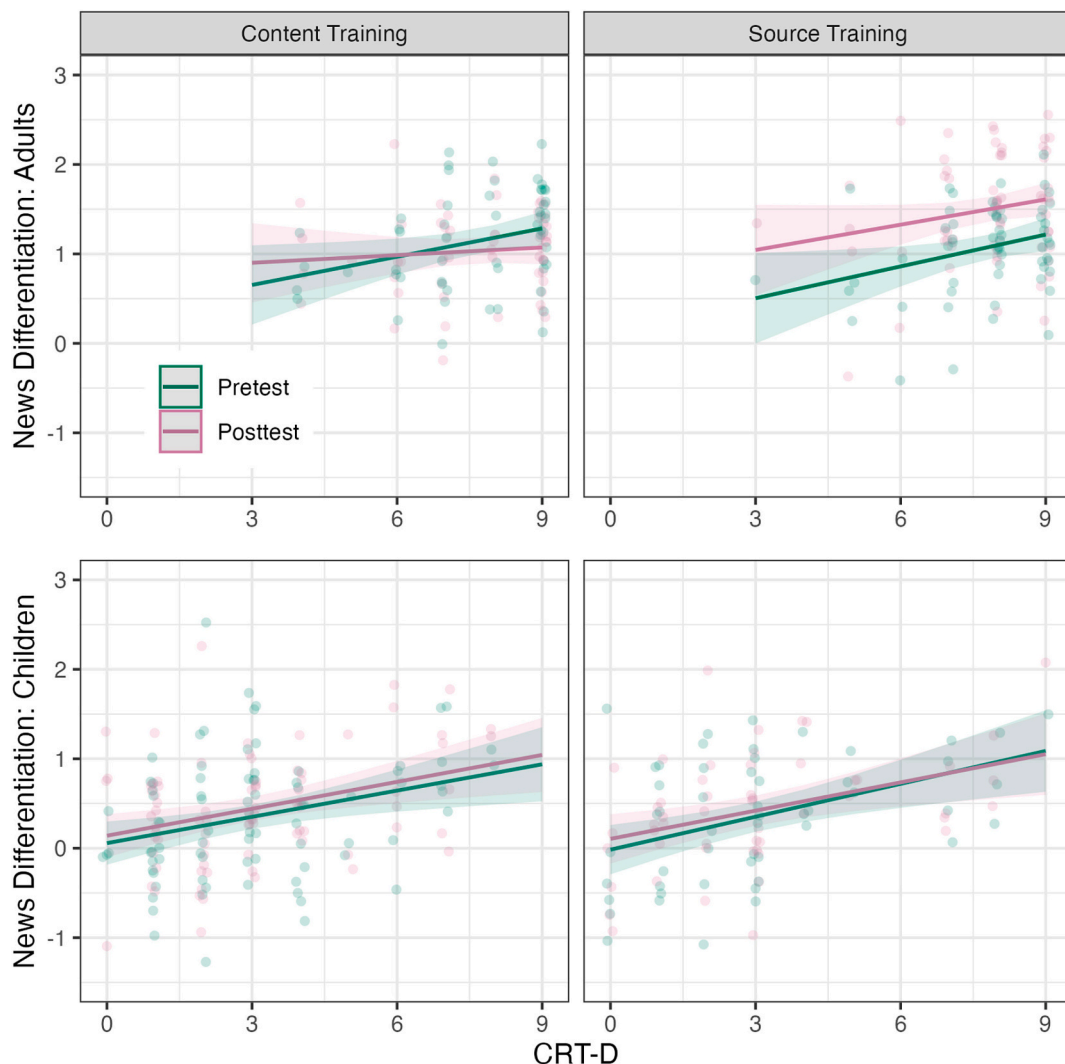 Content Training
Source Training
News Differentiation: Adults
3
2
1
0
-1
Pretest
Posttest
0 3 6 9
0 3 6 9
News Differentiation: Children
3
2
1
0
-1
0 3 6 9
0 3 6 9
CRT-D